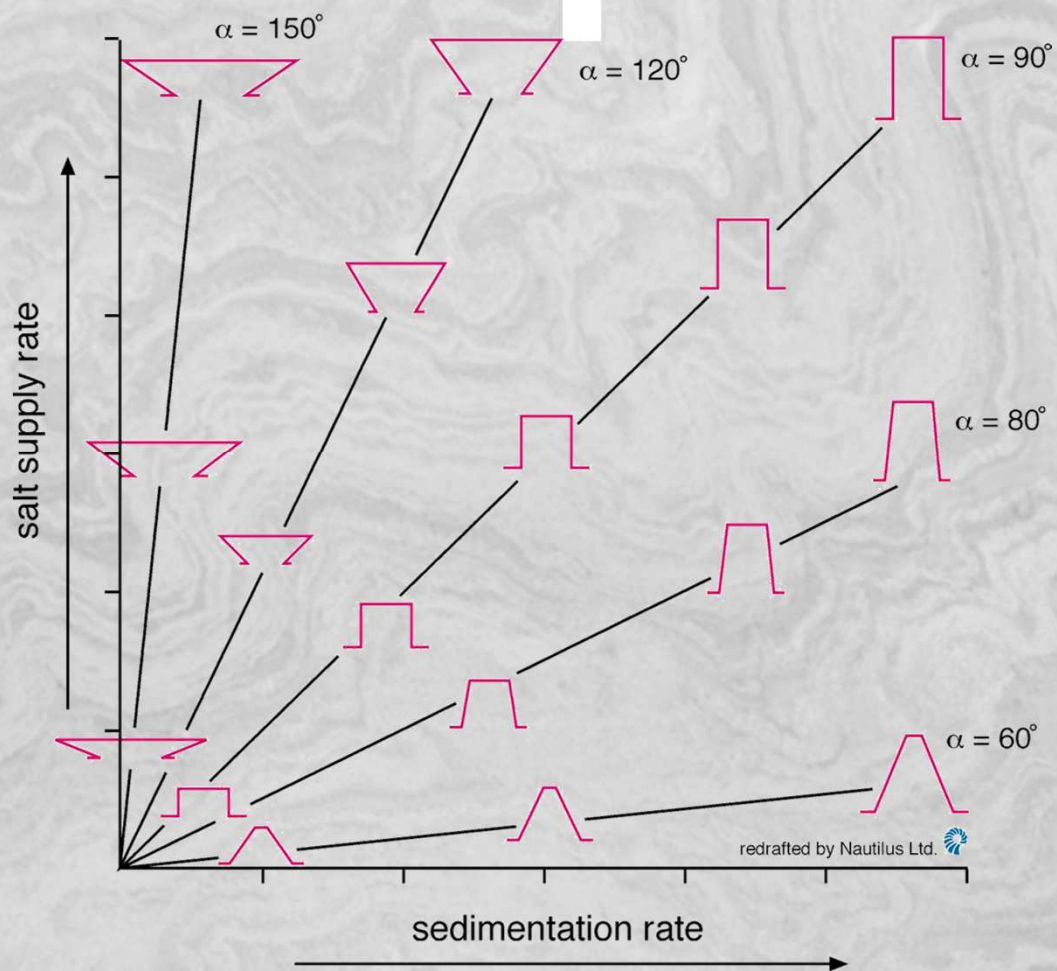 α = 150°
α = 120°
α = 90°
α = 80°
α = 60°
salt supply rate
redrafted by Nautilus Ltd.
sedimentation rate